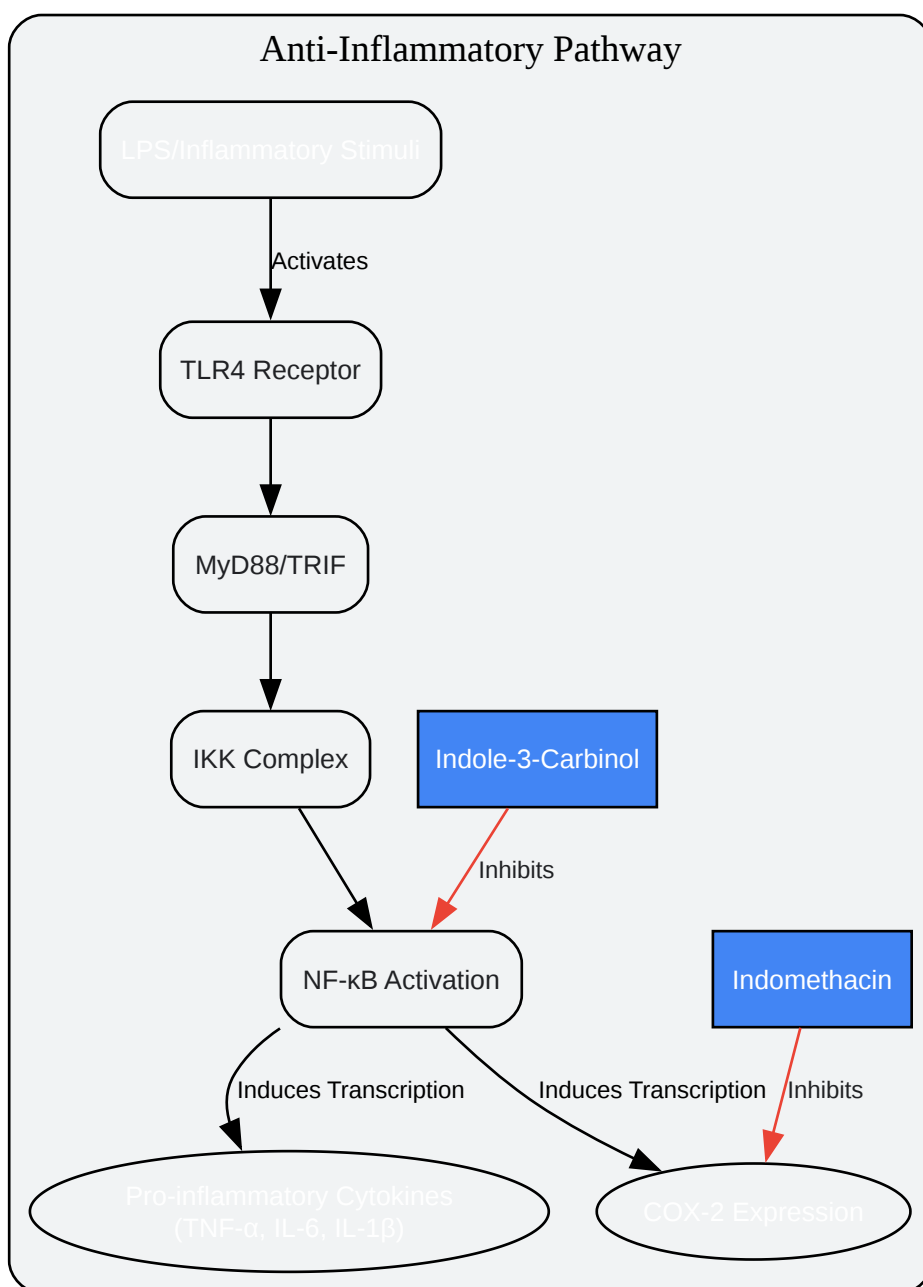 Anti-Inflammatory Pathway
LPS/Inflammatory Stimuli
Activates
TLR4 Receptor
MyD88/TRIF
IKK Complex
Indole-3-Carbinol
Inhibits
NF-κB Activation
Indomethacin
Induces Transcription
Induces Transcription
Inhibits
Pro-inflammatory Cytokines
(TNF-α, IL-6, IL-1β)
COX-2 Expression